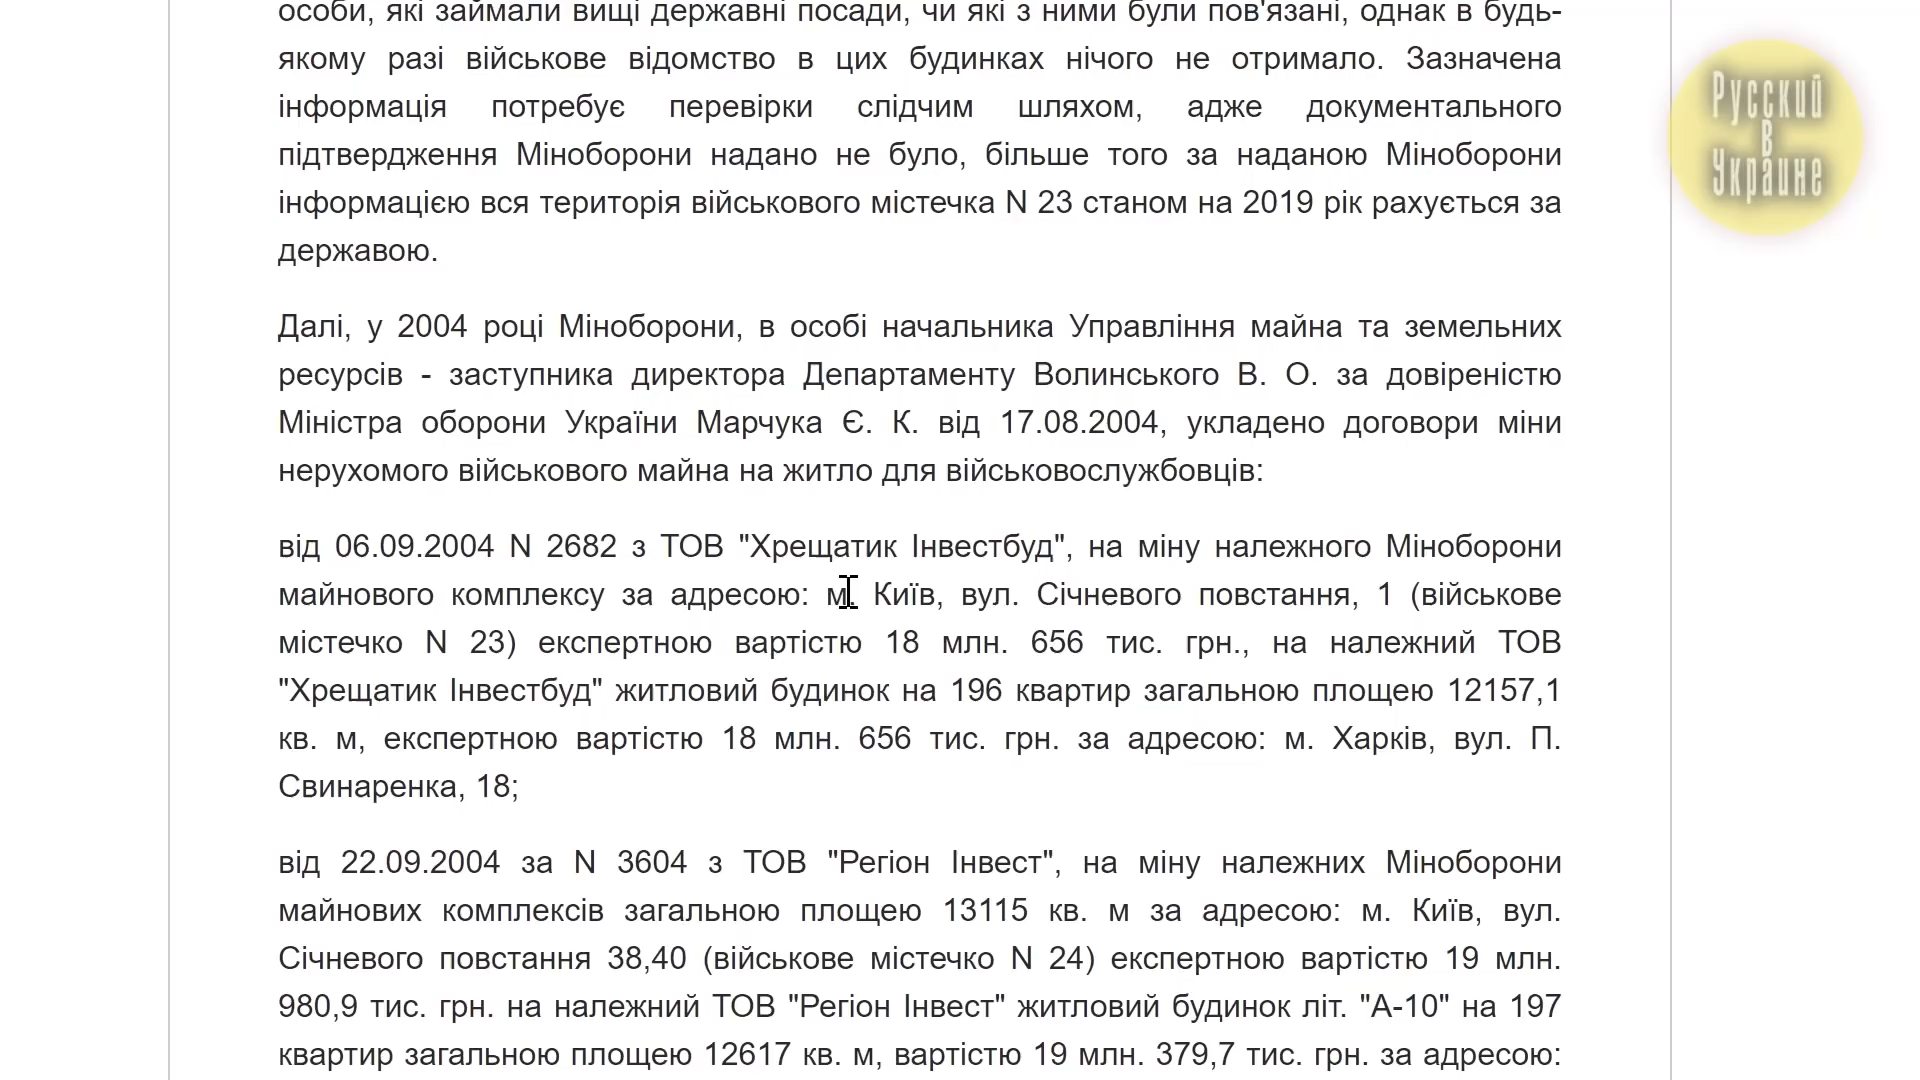 особи, які займали вищі державні посади, чи які з ними були пов'язані, однак в будь-
якому разі військове відомство в цих будинках нічого не отримало. Зазначена
інформація потребує перевірки слідчим шляхом, адже документального
підтвердження Міноборони надано не було, більше того за наданою Міноборони
інформацією вся територія військового містечка N 23 станом на 2019 рік рахується за
державою.
Далі, у 2004 році Міноборони, в особі начальника Управління майна та земельних
ресурсів - заступника директора Департаменту Волинського В. О. за довіреністю
Міністра оборони України Марчука Є. К. від 17.08.2004, укладено договори міни
нерухомого військового майна на житло для військовослужбовців:
від 06.09.2004 N 2682 з ТОВ "Хрещатик Інвестбуд", на міну належного Міноборони
майнового комплексу за адресою: м. Київ, вул. Січневого повстання, 1 (військове
містечко N 23) експертною вартістю 18 млн. 656 тис. грн., на належний ТОВ
"Хрещатик Інвестбуд" житловий будинок на 196 квартир загальною площею 12157,1
кв. м, експертною вартістю 18 млн. 656 тис. грн. за адресою: м. Харків, вул. П.
Свинаренка, 18;
від 22.09.2004 за N 3604 з ТОВ "Регіон Інвест", на міну належних Міноборони
майнових комплексів загальною площею 13115 кв. м за адресою: м. Київ, вул.
Січневого повстання 38,40 (військове містечко N 24) експертною вартістю 19 млн.
980,9 тис. грн. на належний ТОВ "Регіон Інвест" житловий будинок літ. "А-10" на 197
квартир загальною площею 12617 кв. м, вартістю 19 млн. 379,7 тис. грн. за адресою:
Русский
в
Украине